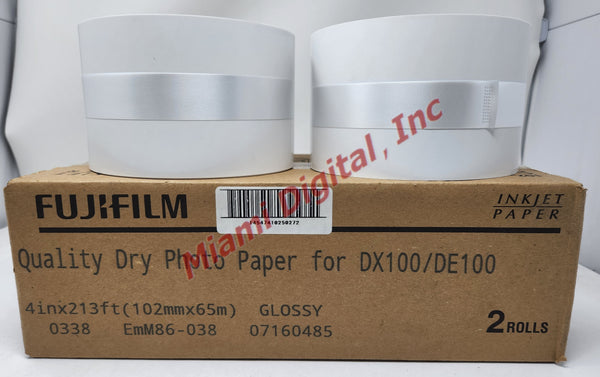 Miami Digital, Inc
FUJIFILM
INKJET
PAPER
Quality Dry Photo Paper for DX100/DE100
4inx213ft(102mmx65m) GLOSSY
0338 EmM86-038 07160485
2 ROLLS